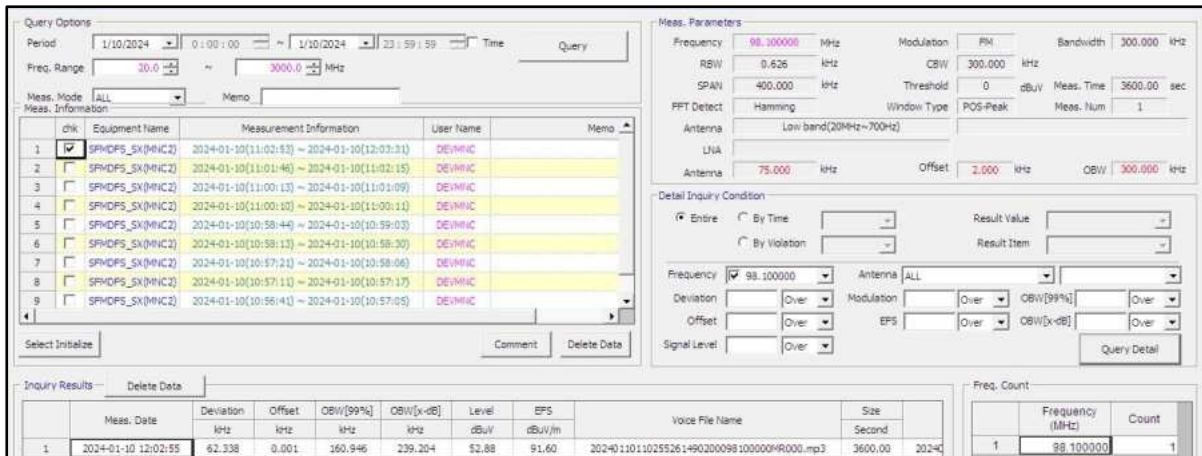 Query Options
Period 1/10/2024 0:00:00 ~ 1/10/2024 23:59:59 Time Query
Freq. Range 20.0 ~ 3000.0 MHz
Meas. Mode ALL Memo
Meas. Information
chk Equipment Name Measurement Information User Name Memo
1 SFMDFS_SX(MNC2) 2024-01-10(11:02:53) ~ 2024-01-10(12:03:31) DEVMNC
2 SFMDFS_SX(MNC2) 2024-01-10(11:01:46) ~ 2024-01-10(11:02:15) DEVMNC
3 SFMDFS_SX(MNC2) 2024-01-10(11:00:13) ~ 2024-01-10(11:01:09) DEVMNC
4 SFMDFS_SX(MNC2) 2024-01-10(11:00:10) ~ 2024-01-10(11:00:11) DEVMNC
5 SFMDFS_SX(MNC2) 2024-01-10(10:58:44) ~ 2024-01-10(10:59:03) DEVMNC
6 SFMDFS_SX(MNC2) 2024-01-10(10:58:13) ~ 2024-01-10(10:58:30) DEVMNC
7 SFMDFS_SX(MNC2) 2024-01-10(10:57:21) ~ 2024-01-10(10:58:06) DEVMNC
8 SFMDFS_SX(MNC2) 2024-01-10(10:57:11) ~ 2024-01-10(10:57:17) DEVMNC
9 SFMDFS_SX(MNC2) 2024-01-10(10:56:41) ~ 2024-01-10(10:57:05) DEVMNC
Select Initialize Comment Delete Data
Meas. Parameters
Frequency 98.100000 MHz Modulation FM Bandwidth 300.000 kHz
RBW 0.626 kHz CBW 300.000 kHz
SPAN 400.000 kHz Threshold 0 dBuV Meas. Time 3600.00 sec
FFT Detect Hamming Window Type POS-Peak Meas. Num 1
Antenna Low band(20MHz~700Hz)
LNA
Antenna 75.000 kHz Offset 2.000 kHz OBW 300.000 kHz
Detail Inquiry Condition
Entire By Time Result Value
By Violation Result Item
Frequency 98.100000 Antenna ALL
Deviation Over Modulation Over OBW[99%] Over
Offset Over EFS Over OBW[x-dB] Over
Signal Level Over Query Detail
Inquiry Results Delete Data
Meas. Date Deviation Offset OBW[99%] OBW[x-dB] Level EFS Voice File Name Size
kHz kHz kHz kHz dBuV dBuV/m Second
1 2024-01-10 12:02:55 62.338 0.001 160.946 239.204 52.88 91.60 20240110110255261490200098100000MR000.mp3 3600.00
Freq. Count
Frequency (MHz) Count
1 98.100000 1